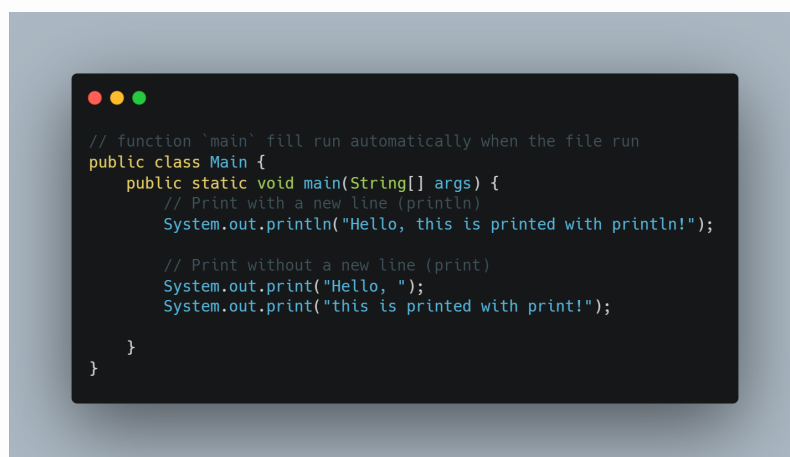 // function `main` fill run automatically when the file run
public class Main {
    public static void main(String[] args) {
        // Print with a new line (println)
        System.out.println("Hello, this is printed with println!");

        // Print without a new line (print)
        System.out.print("Hello, ");
        System.out.print("this is printed with print!");

    }
}